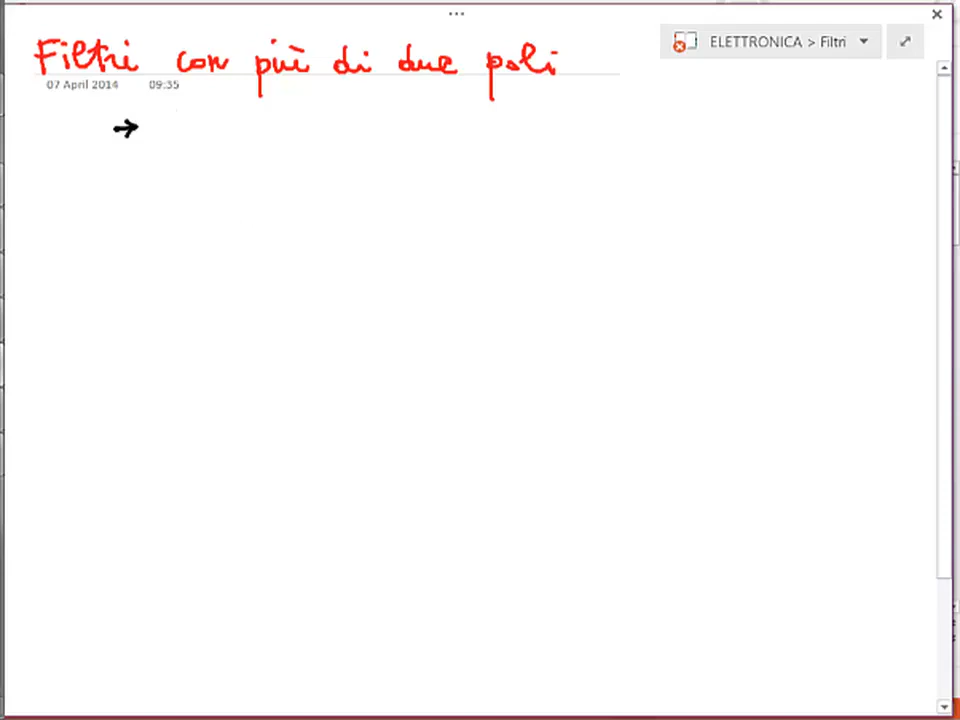 ...
ELETTRONICA > Filtri
Filtri con più di due poli
07 April 2014 09:35
→